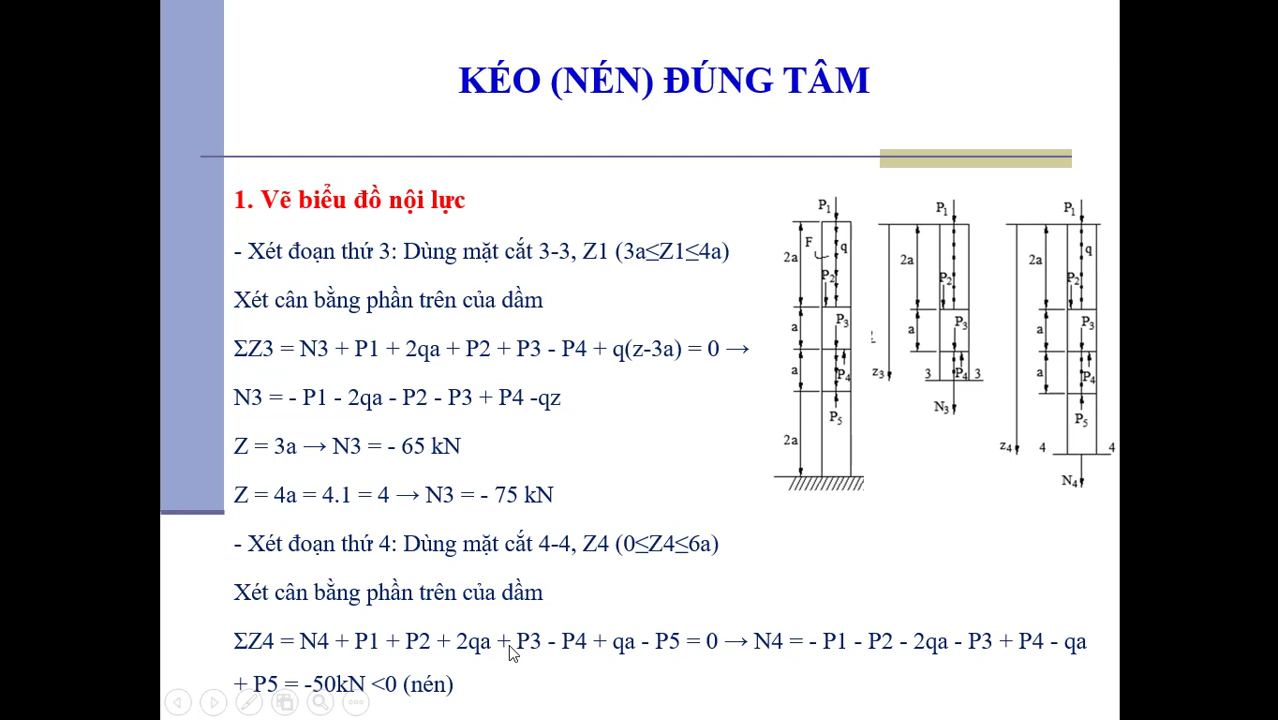 KÉO (NÉN) ĐÚNG TÂM
1. Vẽ biểu đồ nội lực
- Xét đoạn thứ 3: Dùng mặt cắt 3-3, Z1 (3a≤Z1≤4a)
Xét cân bằng phần trên của dầm
ΣZ3 = N3 + P1 + 2qa + P2 + P3 - P4 + q(z-3a) = 0 →
N3 = - P1 - 2qa - P2 - P3 + P4 -qz
Z = 3a → N3 = - 65 kN
Z = 4a = 4.1 = 4 → N3 = - 75 kN
- Xét đoạn thứ 4: Dùng mặt cắt 4-4, Z4 (0≤Z4≤6a)
Xét cân bằng phần trên của dầm
ΣZ4 = N4 + P1 + P2 + 2qa + P3 - P4 + qa - P5 = 0 → N4 = - P1 - P2 - 2qa - P3 + P4 - qa
+ P5 = -50kN <0 (nén)
P1
F
q
2a
P2
P3
a
a
P4
P5
2a
P1
2a
P2
P3
a
z3
3
P4
3
N3
P1
q
2a
P2
P3
a
a
P4
P5
z4
4
4
N4